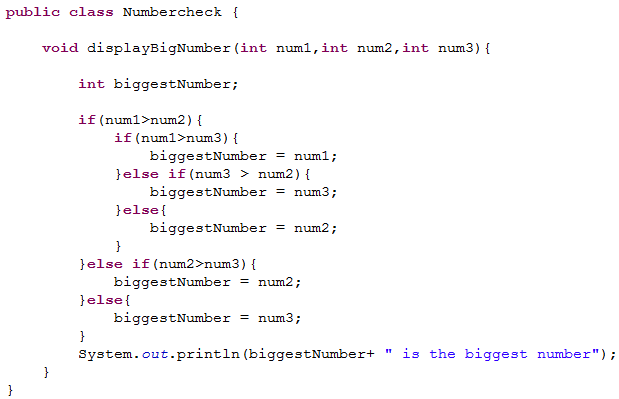 public class Numbercheck {
void displayBigNumber(int num1,int num2,int num3){
int biggestNumber;
if(num1>num2){
if(num1>num3){
biggestNumber = num1;
}else if(num3 > num2){
biggestNumber = num3;
}else{
biggestNumber = num2;
}
}else if(num2>num3){
biggestNumber = num2;
}else{
biggestNumber = num3;
}
System.out.println(biggestNumber+ " is the biggest number");
}
}